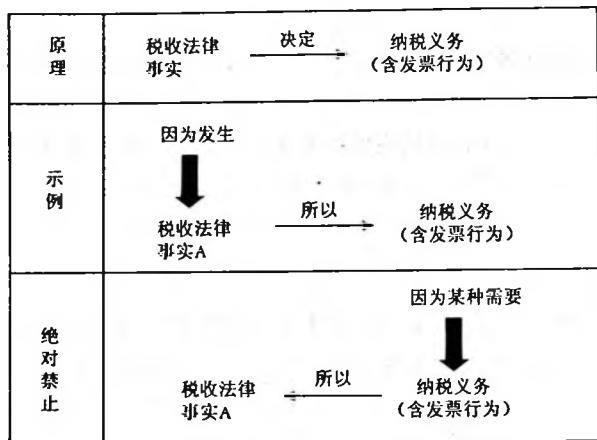 原理
税收法律事实
决定
纳税义务
(含发票行为)
示例
因为发生
税收法律事实A
所以
纳税义务
(含发票行为)
绝对禁止
因为某种需要
税收法律事实A
所以
纳税义务
(含发票行为)